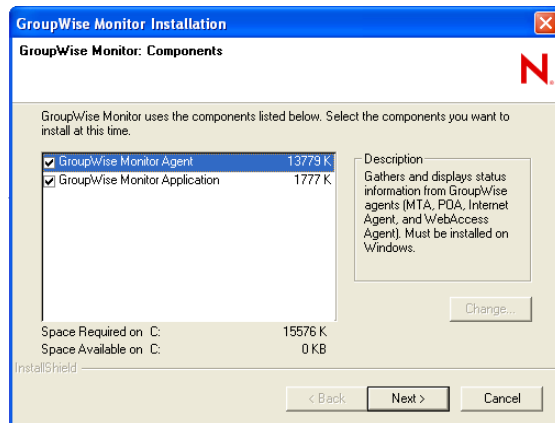 GroupWise Monitor Installation
GroupWise Monitor: Components
N.
GroupWise Monitor uses the components listed below. Select the components you want to
install at this time.
GroupWise Monitor Agent 13779 K
GroupWise Monitor Application 1777 K
Description
Gathers and displays status
information from GroupWise
agents (MTA, POA, Internet
Agent, and WebAccess
Agent). Must be installed on
Windows.
Change...
Space Required on C: 15576 K
Space Available on C: 0 KB
InstallShield
< Back Next > Cancel